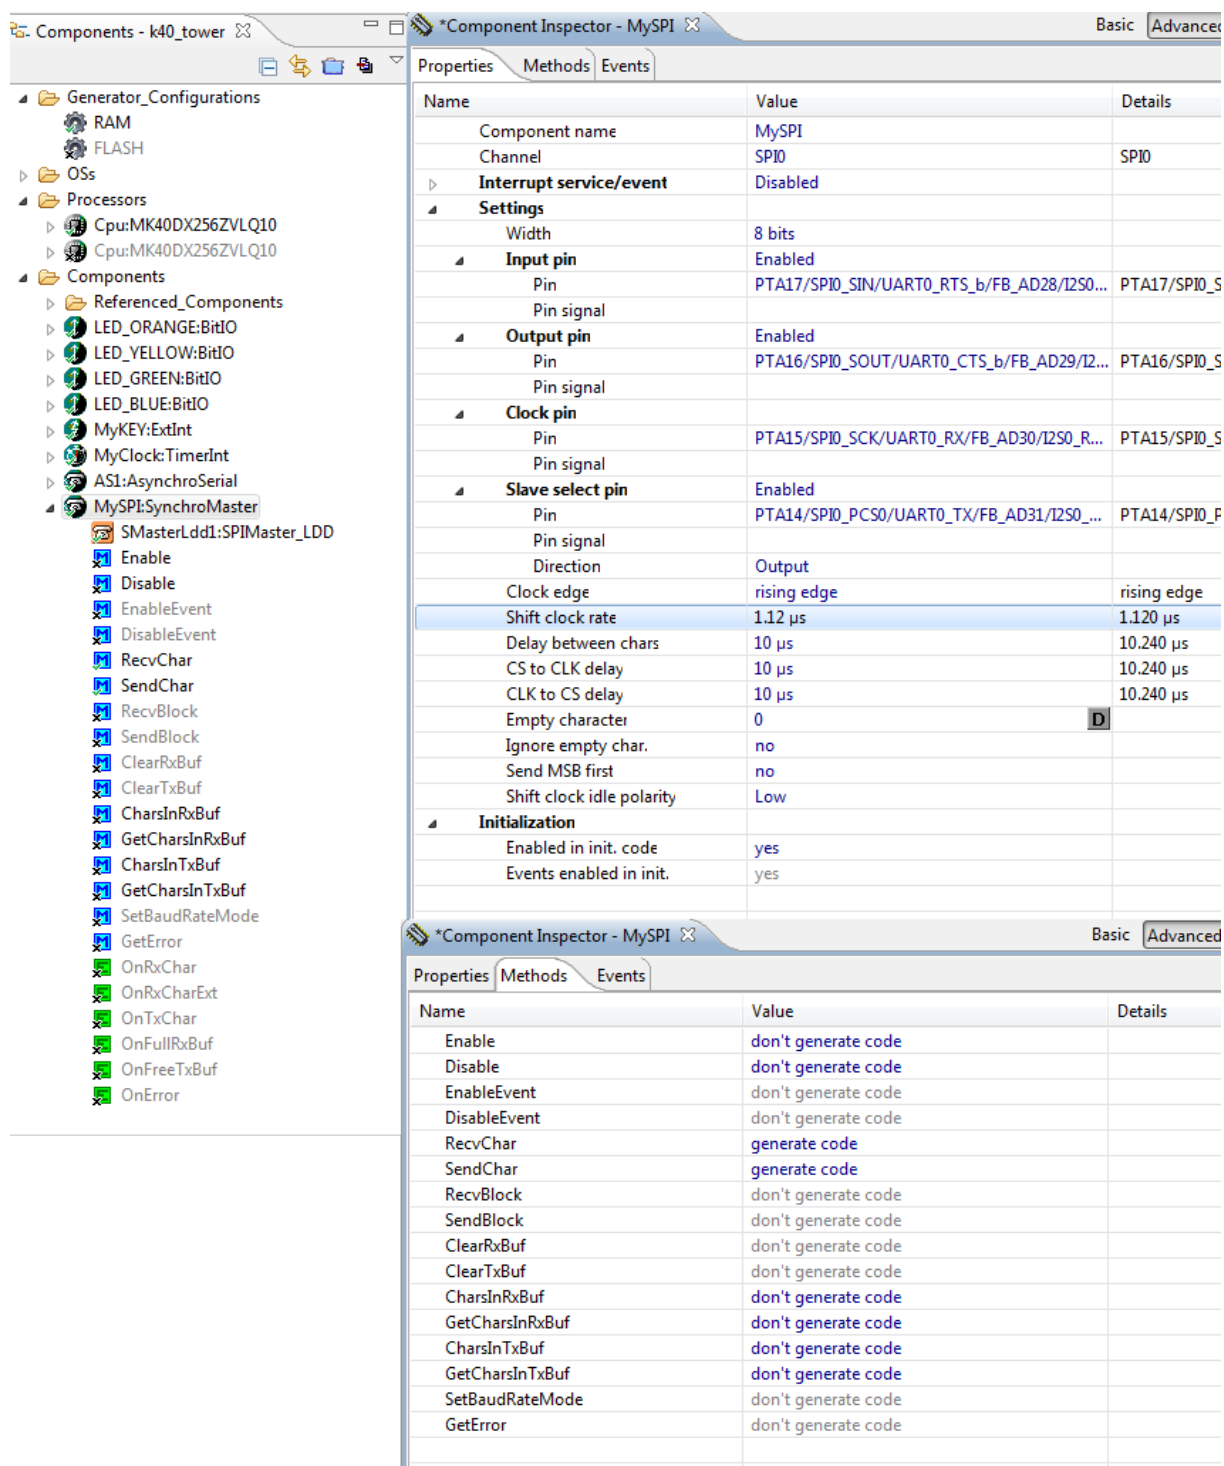 Components - k40_tower
Generator_Configurations
RAM
FLASH
OSs
Processors
Cpu:MK40DX256ZVLQ10
Cpu:MK40DX256ZVLQ10
Components
Referenced_Components
LED_ORANGE:BitIO
LED_YELLOW:BitIO
LED_GREEN:BitIO
LED_BLUE:BitIO
MyKEY:ExtInt
MyClock:TimerInt
AS1:AsynchroSerial
MySPI:SynchroMaster
SMasterLdd1:SPIMaster_LDD
Enable
Disable
EnableEvent
DisableEvent
RecvChar
SendChar
RecvBlock
SendBlock
ClearRxBuf
ClearTxBuf
CharsInRxBuf
GetCharsInRxBuf
CharsInTxBuf
GetCharsInTxBuf
SetBaudRateMode
GetError
OnRxChar
OnRxCharExt
OnTxChar
OnFullRxBuf
OnFreeTxBuf
OnError
*Component Inspector - MySPI Basic Advanced
Properties Methods Events
Name Value Details
Component name MySPI
Channel SPI0 SPI0
Interrupt service/event Disabled
Settings
Width 8 bits
Input pin Enabled
Pin PTA17/SPI0_SIN/UART0_RTS_b/FB_AD28/I2S0... PTA17/SPI0_S
Pin signal
Output pin Enabled
Pin PTA16/SPI0_SOUT/UART0_CTS_b/FB_AD29/I2... PTA16/SPI0_S
Pin signal
Clock pin
Pin PTA15/SPI0_SCK/UART0_RX/FB_AD30/I2S0_R... PTA15/SPI0_S
Pin signal
Slave select pin Enabled
Pin PTA14/SPI0_PCS0/UART0_TX/FB_AD31/I2S0_... PTA14/SPI0_P
Pin signal
Direction Output
Clock edge rising edge rising edge
Shift clock rate 1.12 µs 1.120 µs
Delay between chars 10 µs 10.240 µs
CS to CLK delay 10 µs 10.240 µs
CLK to CS delay 10 µs 10.240 µs
Empty character 0 D
Ignore empty char. no
Send MSB first no
Shift clock idle polarity Low
Initialization
Enabled in init. code yes
Events enabled in init. yes
*Component Inspector - MySPI Basic Advanced
Properties Methods Events
Name Value Details
Enable don't generate code
Disable don't generate code
EnableEvent don't generate code
DisableEvent don't generate code
RecvChar generate code
SendChar generate code
RecvBlock don't generate code
SendBlock don't generate code
ClearRxBuf don't generate code
ClearTxBuf don't generate code
CharsInRxBuf don't generate code
GetCharsInRxBuf don't generate code
CharsInTxBuf don't generate code
GetCharsInTxBuf don't generate code
SetBaudRateMode don't generate code
GetError don't generate code